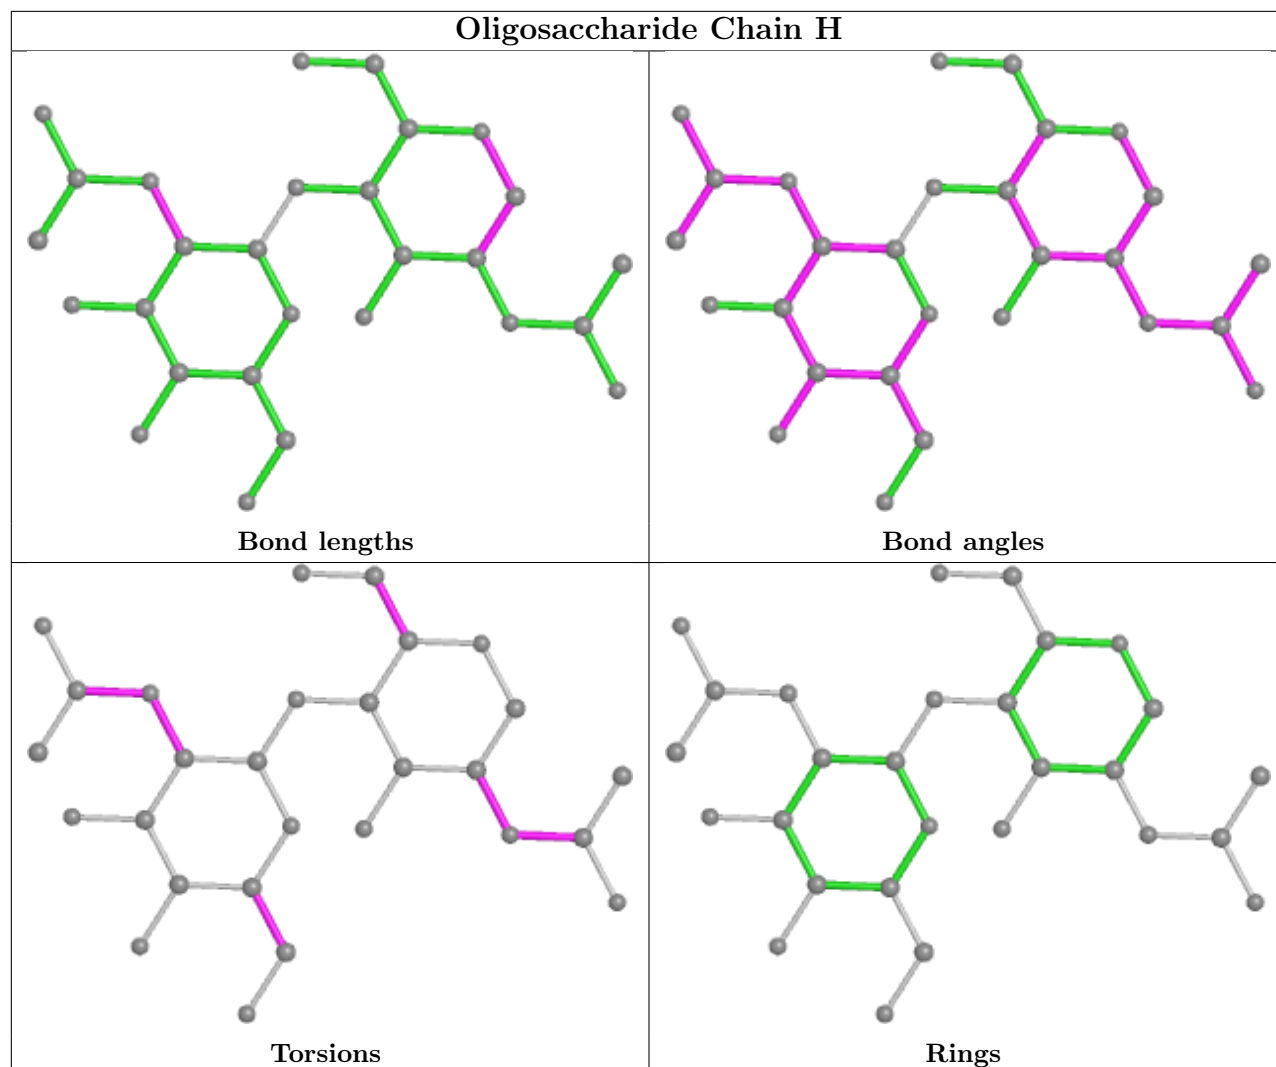 Oligosaccharide Chain H
Bond lengths
Bond angles
Torsions
Rings